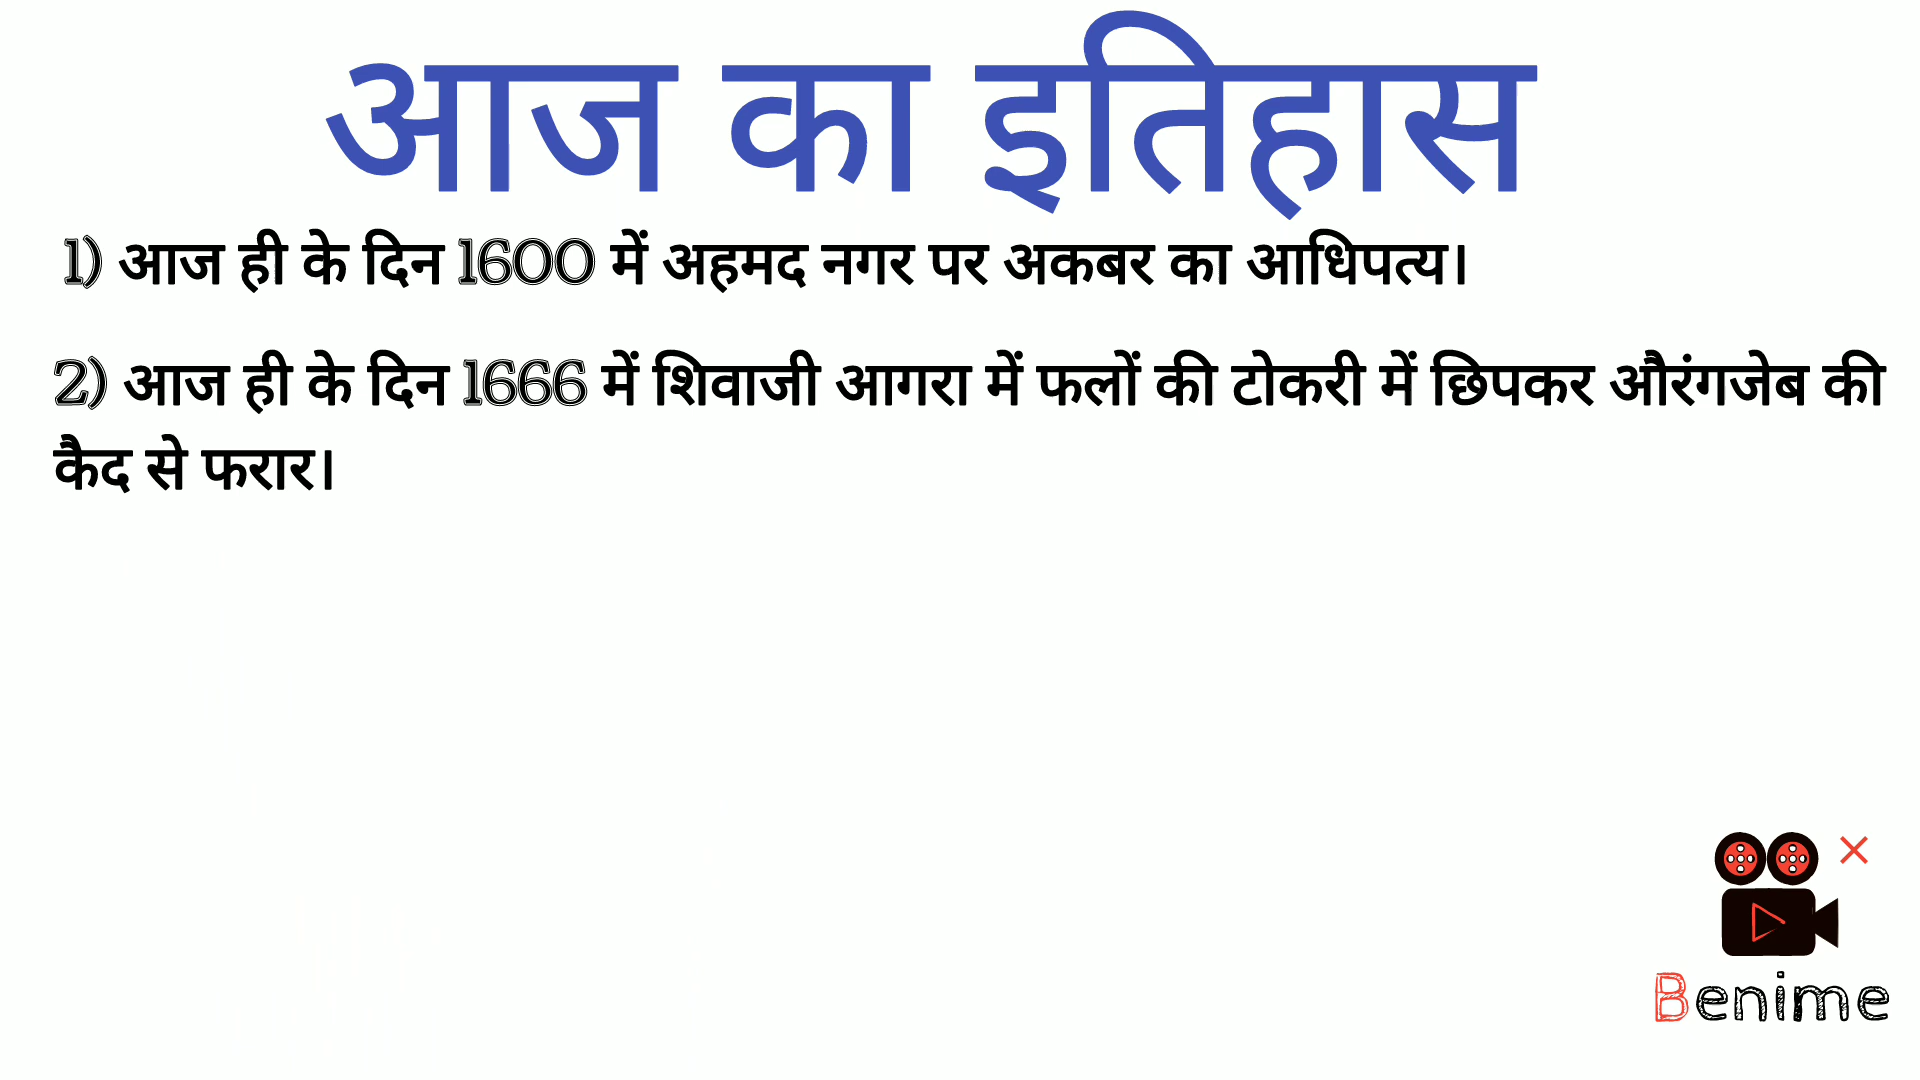 आज का इतिहास
1) आज ही के दिन 1600 में अहमद नगर पर अकबर का आधिपत्य।
2) आज ही के दिन 1666 में शिवाजी आगरा में फलों की टोकरी में छिपकर औरंगजेब की
कैद से फरार।
Benime